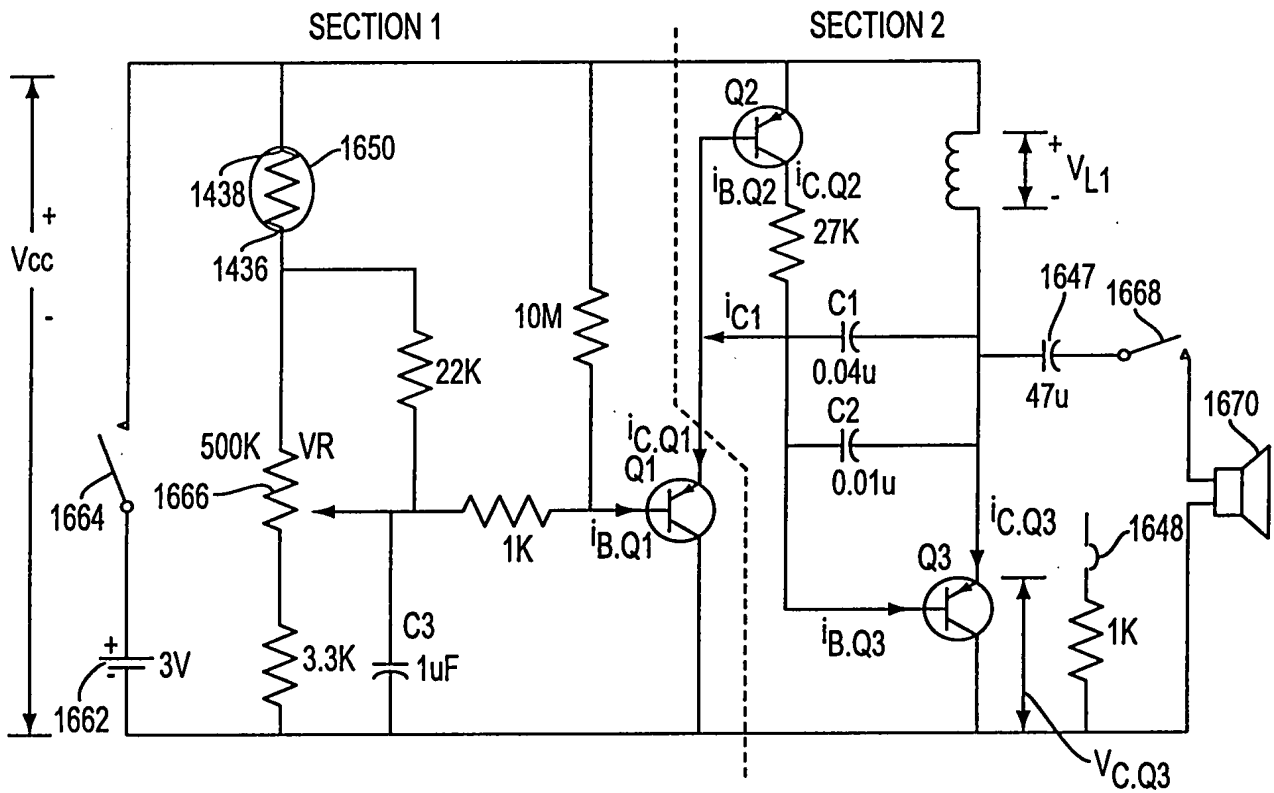 SECTION 1
SECTION 2
Q2
1650
1438
+
VL1
-
iB.Q2
iC.Q2
+
Vcc
-
1436
27K
1647
1668
10M
iC1
C1
0.04u
22K
47u
C2
1670
500K
VR
iC.Q1
0.01u
1666
Q1
1664
iC.Q3
1648
1K
iB.Q1
Q3
C3
iB.Q3
1K
+
3V
-
3.3K
1uF
1662
VC.Q3